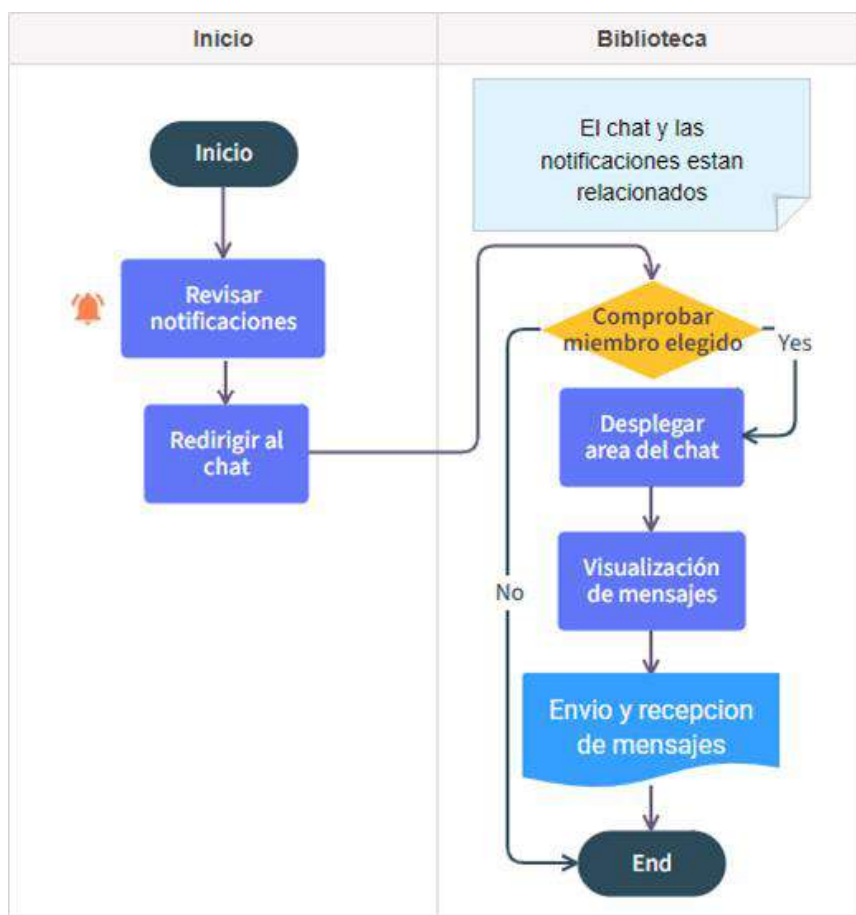 Inicio
Biblioteca
Inicio
Revisar
notificaciones
Redirigir al
chat
El chat y las
notificaciones estan
relacionados
Comprobar
miembro elegido
Yes
Desplegar
area del chat
Visualización
de mensajes
No
Envio y recepcion
de mensajes
End